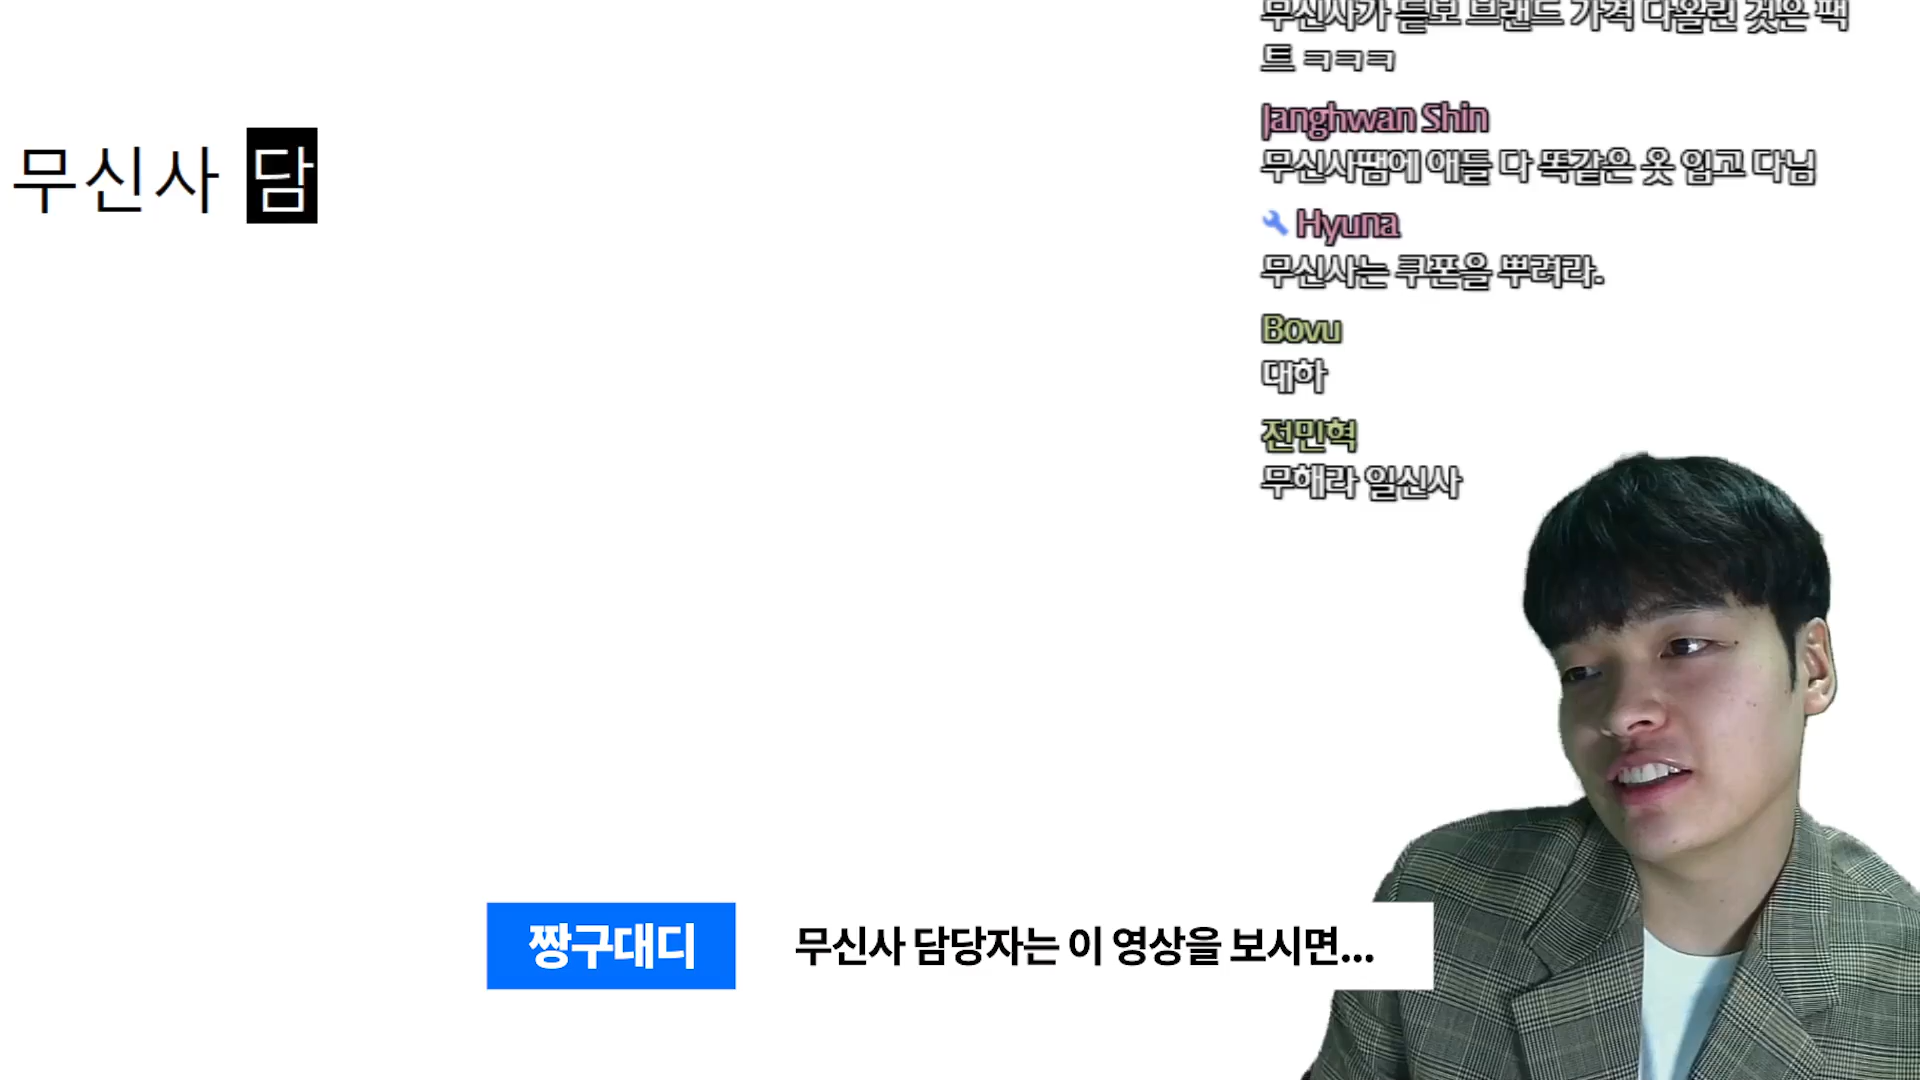 무신사가 듣보 브랜드 가격 다올린 것은 팩
트 ㅋㅋㅋ
무신사 담
Janghwan Shin
무신사땜에 애들 다 똑같은 옷 입고 다님
Hyuna
무신사는 쿠폰을 뿌려라.
Bovu
대하
전민혁
무해라 일신사
짱구대디 무신사 담당자는 이 영상을 보시면...